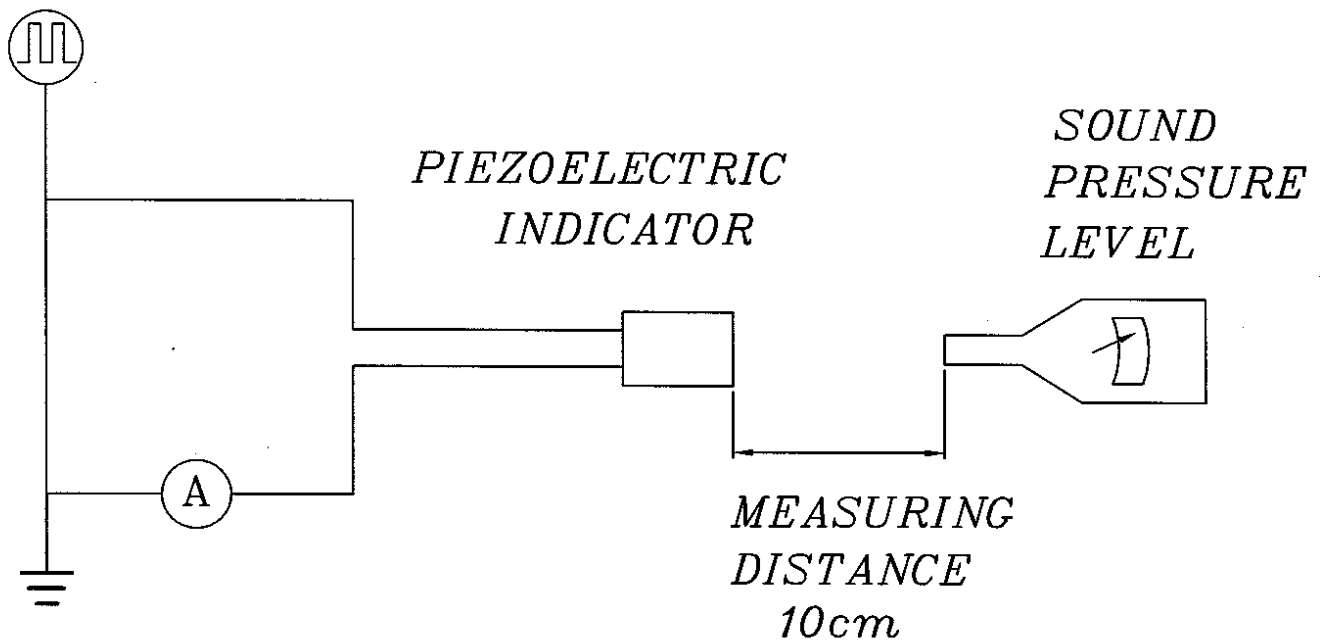 PIEZOELECTRIC
INDICATOR
SOUND
PRESSURE
LEVEL
A
MEASURING
DISTANCE
10cm